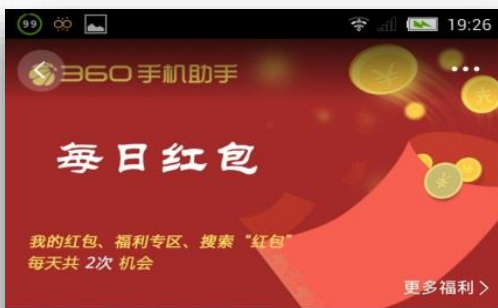 99
19:26
360手机助手
每日红包
我的红包、福利专区、搜索“红包”
每天共 2次 机会
更多福利 >